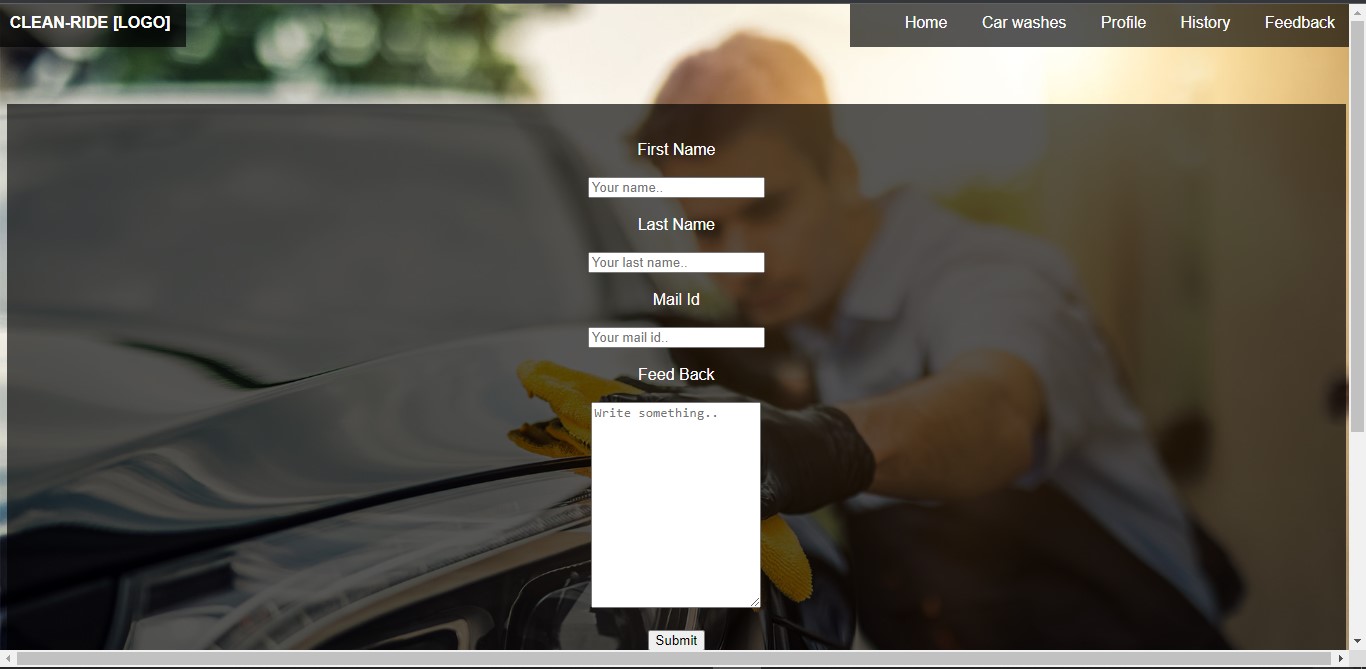 CLEAN-RIDE [LOGO]
Home Car washes Profile History Feedback
First Name
Your name..
Last Name
Your last name..
Mail Id
Your mail id..
Feed Back
Write something..
Submit